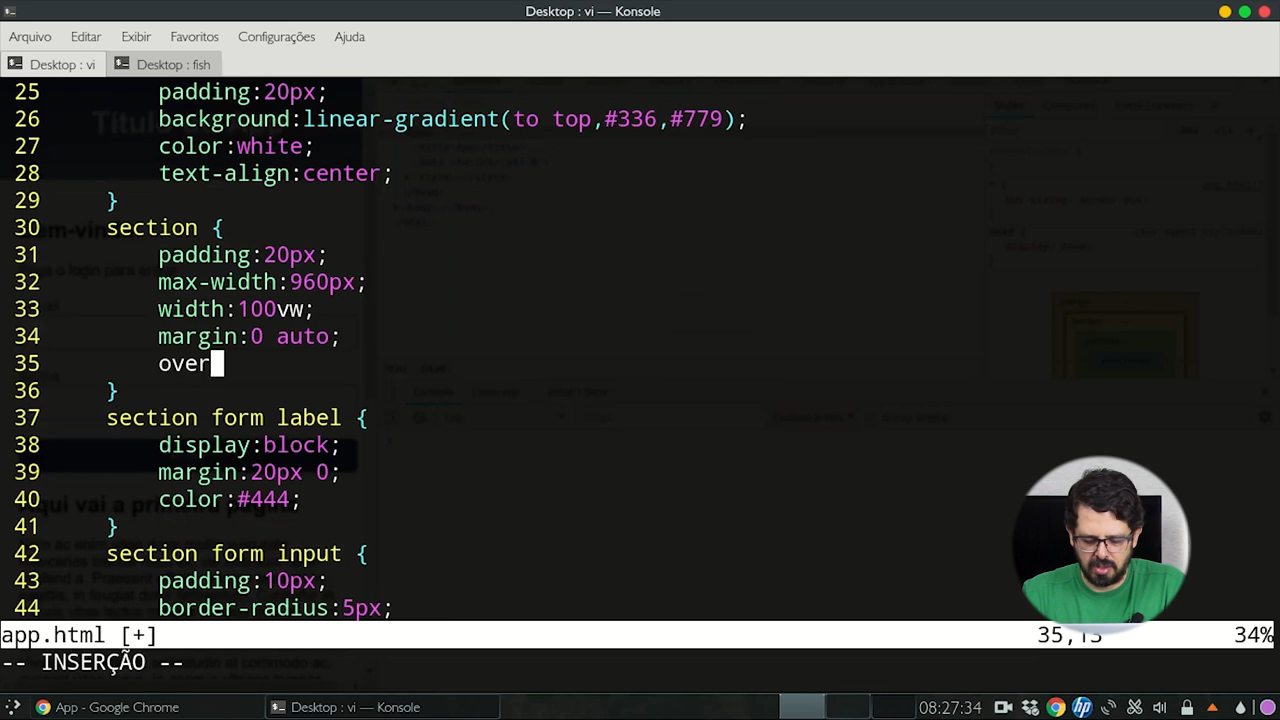 Desktop : vi — Konsole
Arquivo Editar Exibir Favoritos Configurações Ajuda
Desktop : vi Desktop : fish
25 padding:20px;
26 background:linear-gradient(to top,#336,#779);
27 color:white;
28 text-align:center;
29 }
30 section {
31 padding:20px;
32 max-width:960px;
33 width:100vw;
34 margin:0 auto;
35 over
36 }
37 section form label {
38 display:block;
39 margin:20px 0;
40 color:#444;
41 }
42 section form input {
43 padding:10px;
44 border-radius:5px;
app.html [+] 35,13 34%
-- INSERÇÃO --
App - Google Chrome Desktop : vi — Konsole 08:27:34